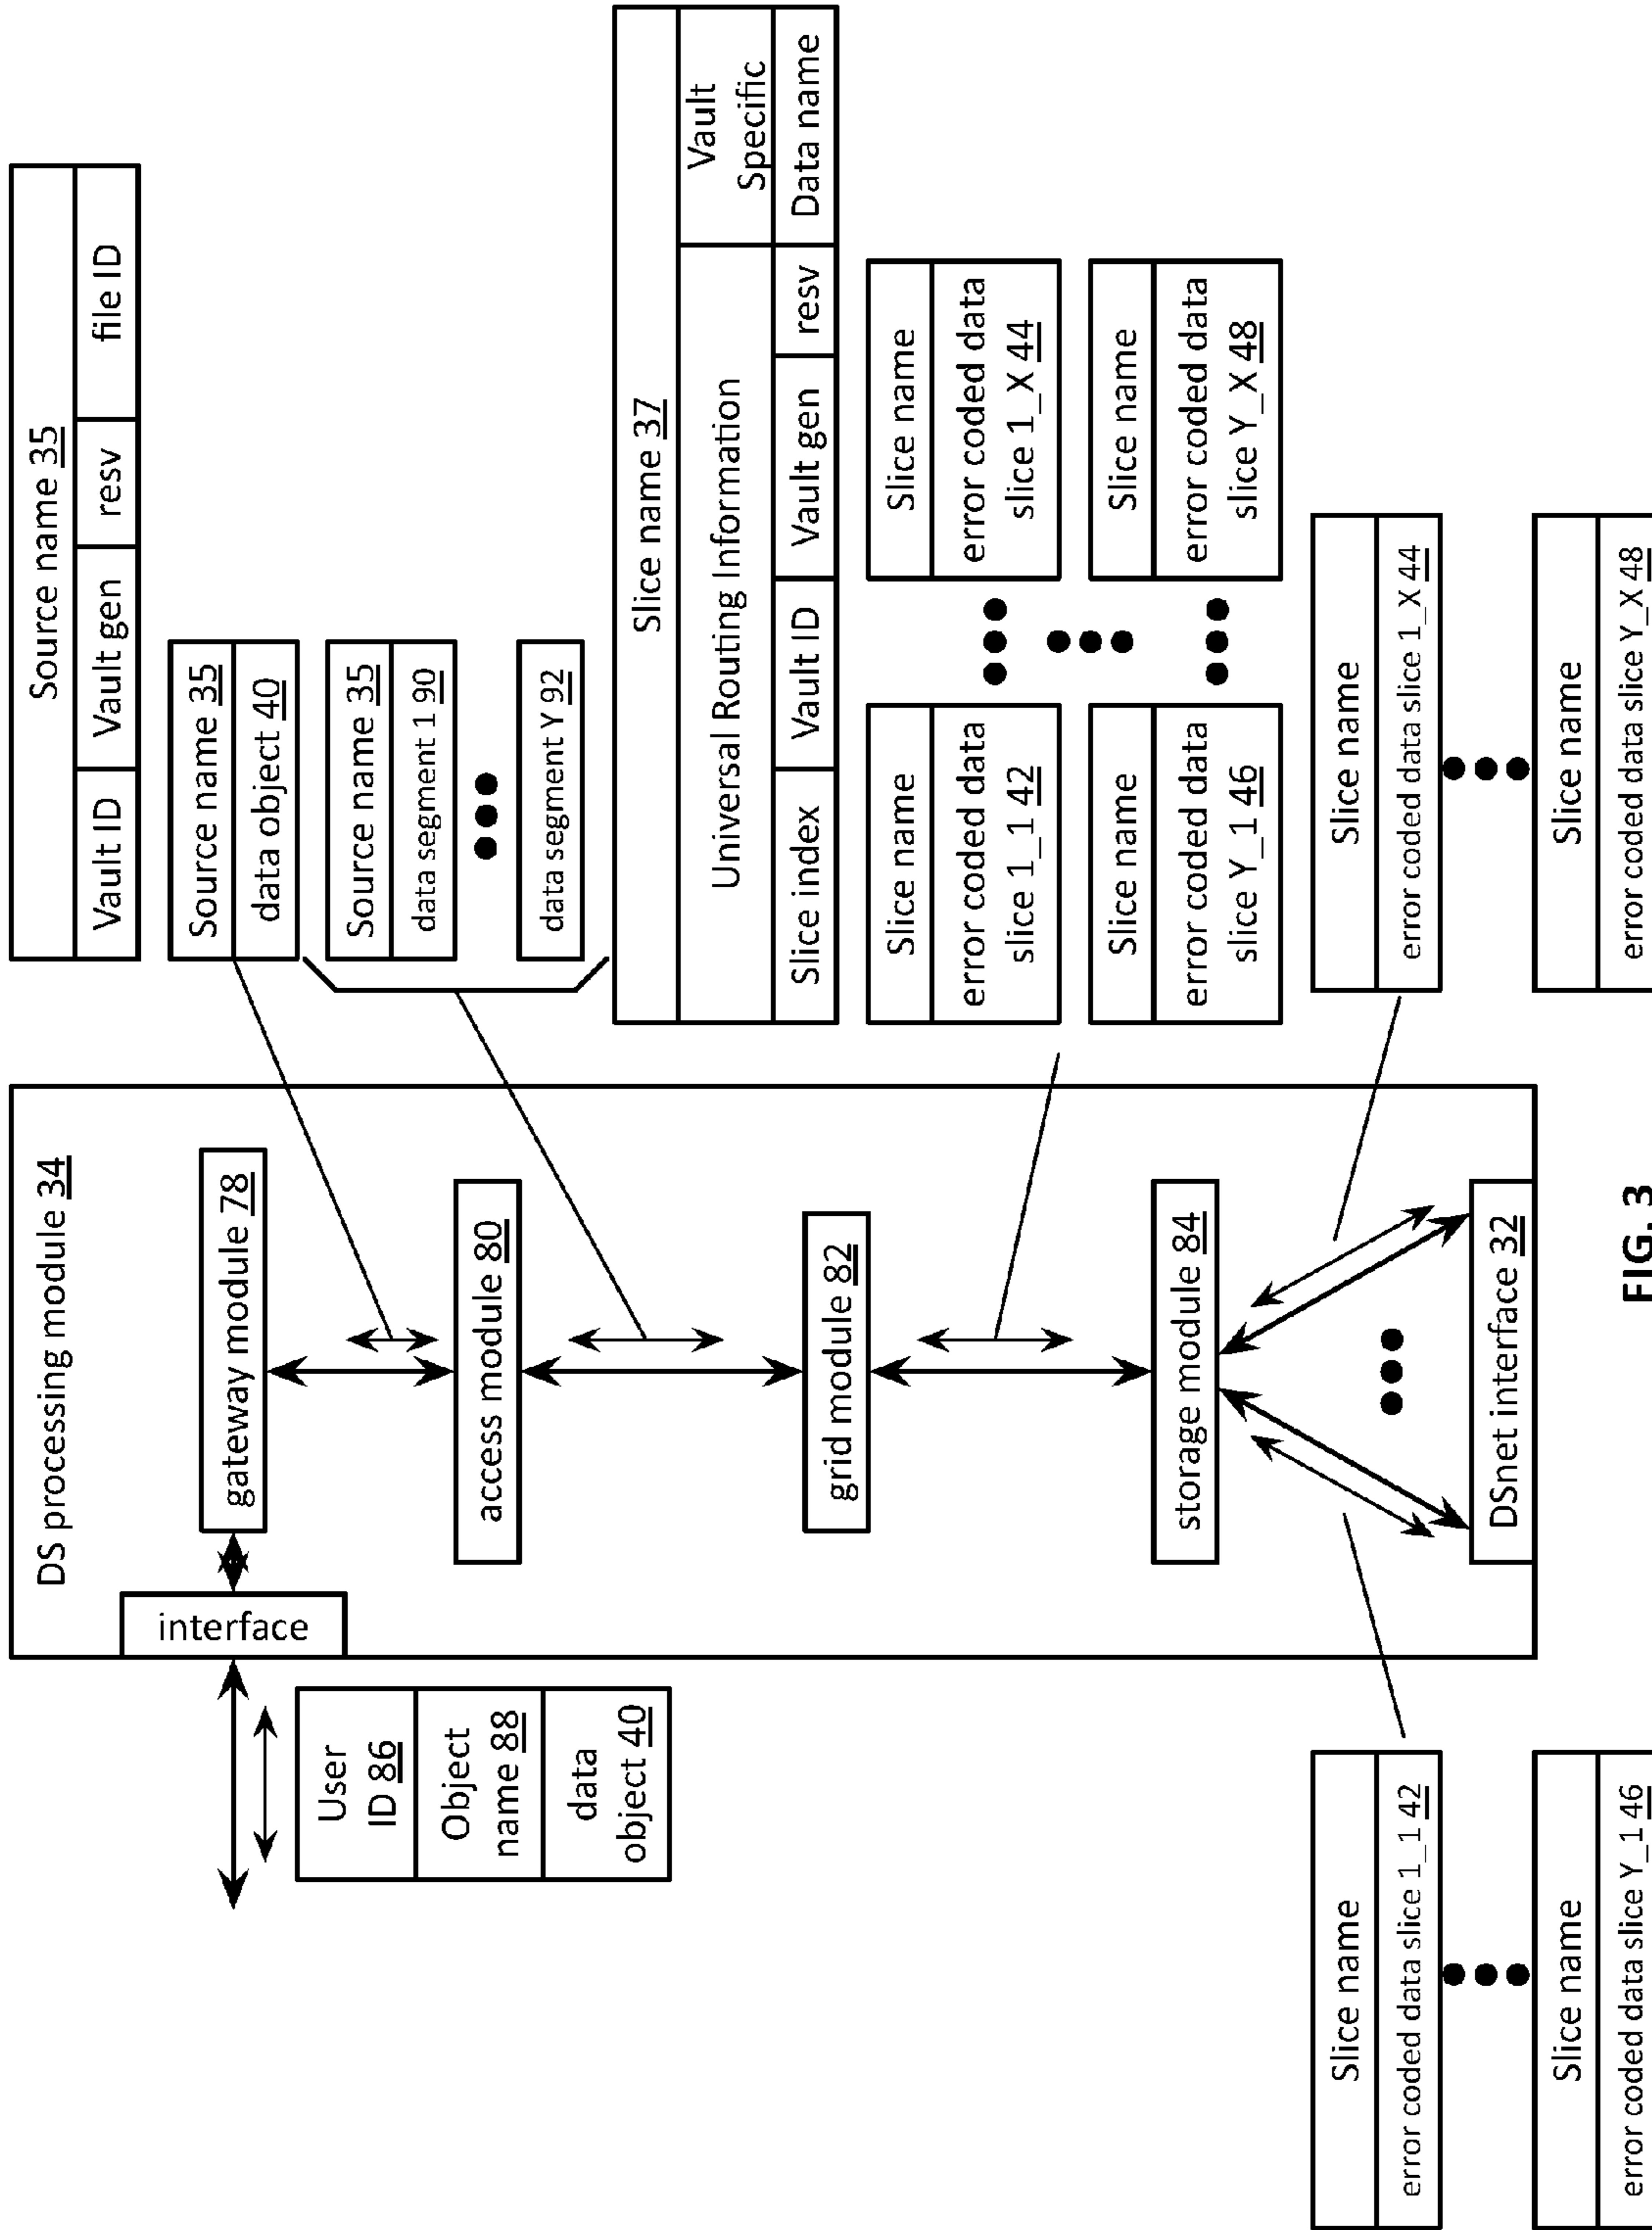 DS processing module 34
interface
gateway module 78
access module 80
grid module 82
storage module 84
DSnet interface 32
User
ID 86
Object
name 88
data
object 40
Source name 35
Vault ID
Vault gen
resv
file ID
Source name 35
data object 40
Source name 35
data segment 1 90
data segment Y 92
Slice name 37
Universal Routing Information
Vault
Specific
Slice index
Vault ID
Vault gen
resv
Data name
Slice name
error coded data
slice 1_1 42
Slice name
error coded data
slice 1_X 44
Slice name
error coded data
slice Y_1 46
Slice name
error coded data
slice Y_X 48
Slice name
error coded data slice 1_1 42
Slice name
error coded data slice Y_1 46
Slice name
error coded data slice 1_X 44
Slice name
error coded data slice Y_X 48
FIG. 3